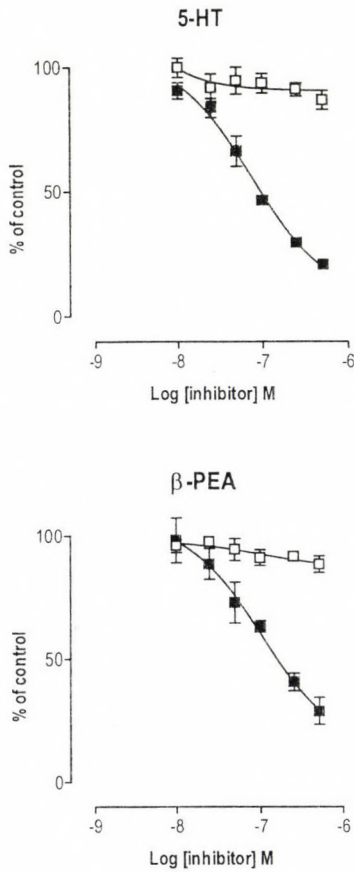 5-HT
100
50
0
% of control
-9 -8 -7 -6
Log [inhibitor] M
β-PEA
100
50
0
% of control
-9 -8 -7 -6
Log [inhibitor] M